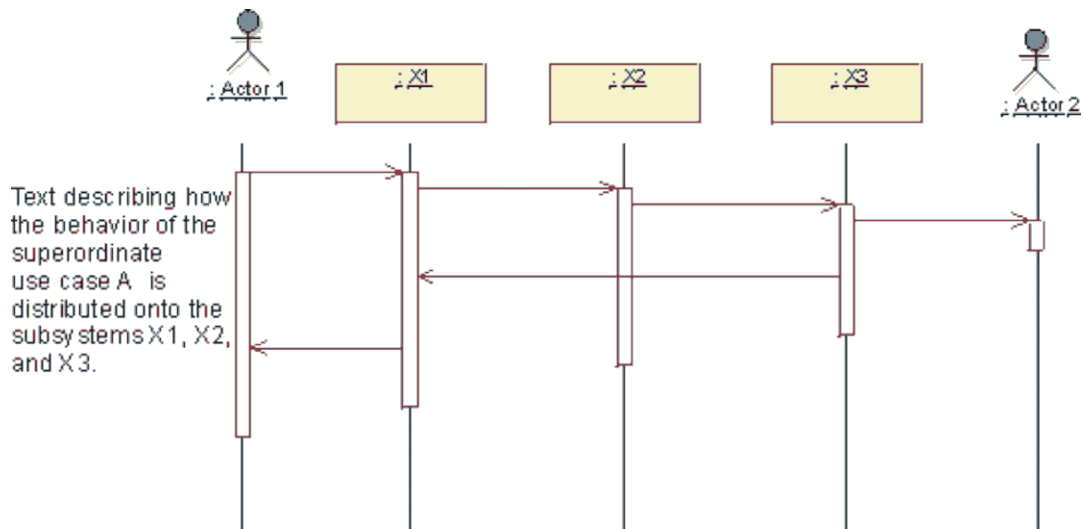 : Actor 1
: X1
: X2
: X3
: Actor 2
Text describing how
the behavior of the
superordinate
use case A is
distributed onto the
subsystems X1, X2,
and X3.